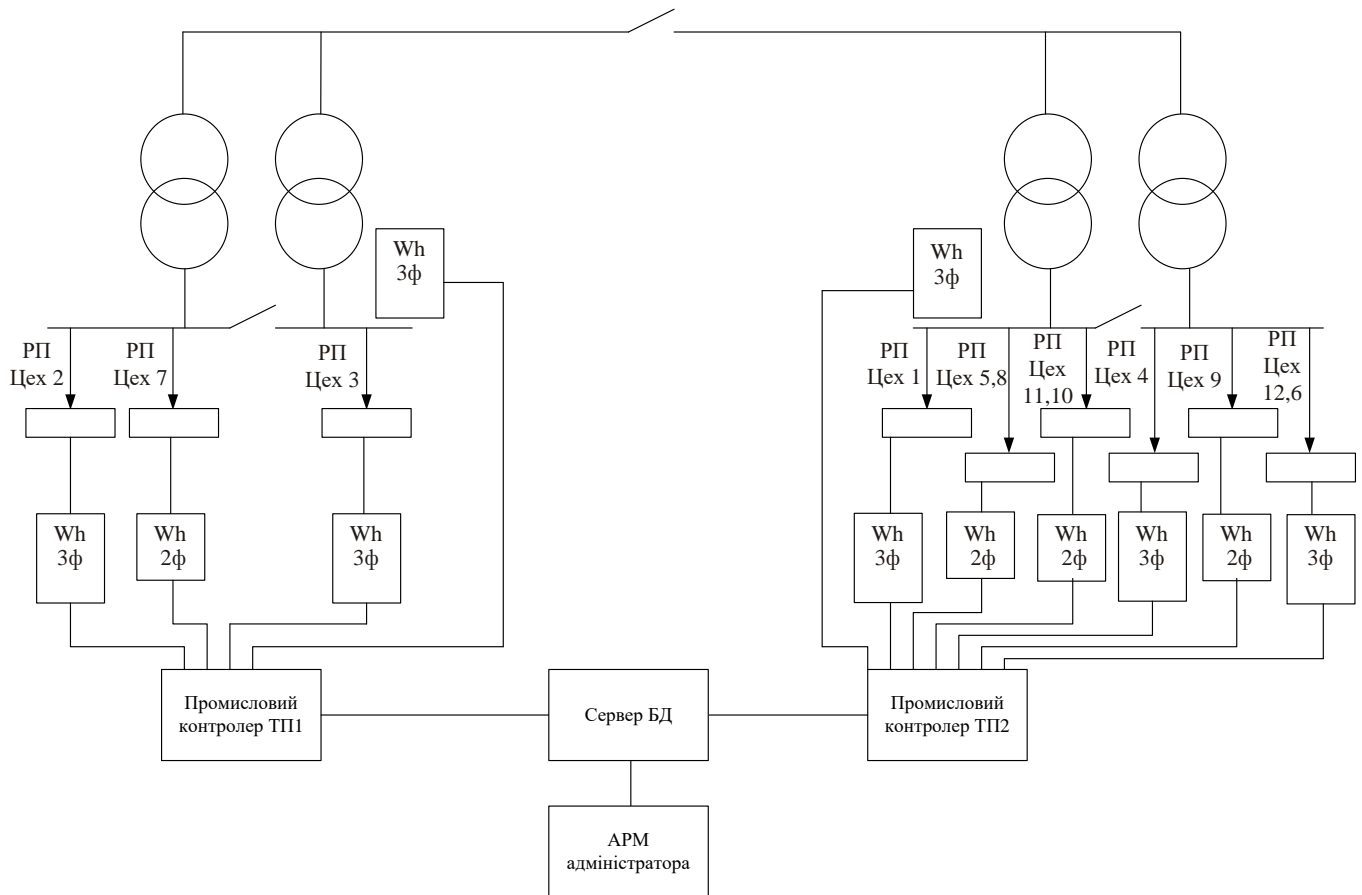 Wh
3ф
Wh
3ф
РП
Цех 2
РП
Цех 7
РП
Цех 3
РП
Цех 1
РП
Цех 5,8
РП
Цех
11,10
РП
Цех 4
РП
Цех 9
РП
Цех
12,6
Wh
3ф
Wh
2ф
Wh
3ф
Wh
3ф
Wh
2ф
Wh
2ф
Wh
3ф
Wh
2ф
Wh
3ф
Промисловий
контролер ТП1
Сервер БД
Промисловий
контролер ТП2
АРМ
адміністратора